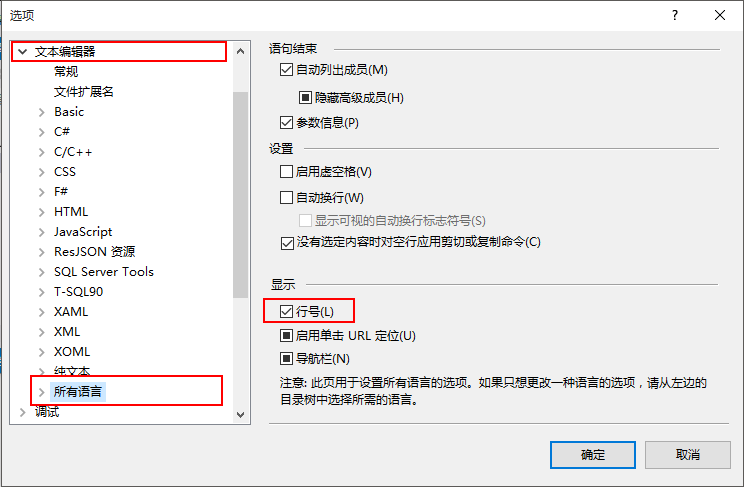 选项
文本编辑器
常规
文件扩展名
Basic
C#
C/C++
CSS
F#
HTML
JavaScript
ResJSON 资源
SQL Server Tools
T-SQL90
XAML
XML
XOML
纯文本
所有语言
调试
语句结束
自动列出成员(M)
隐藏高级成员(H)
参数信息(P)
设置
启用虚空格(V)
自动换行(W)
显示可视的自动换行标志符号(S)
没有选定内容时对空行应用剪切或复制命令(C)
显示
行号(L)
启用单击 URL 定位(U)
导航栏(N)
注意: 此页用于设置所有语言的选项。如果只想更改一种语言的选项，请从左边的
目录树中选择所需的语言。
确定
取消